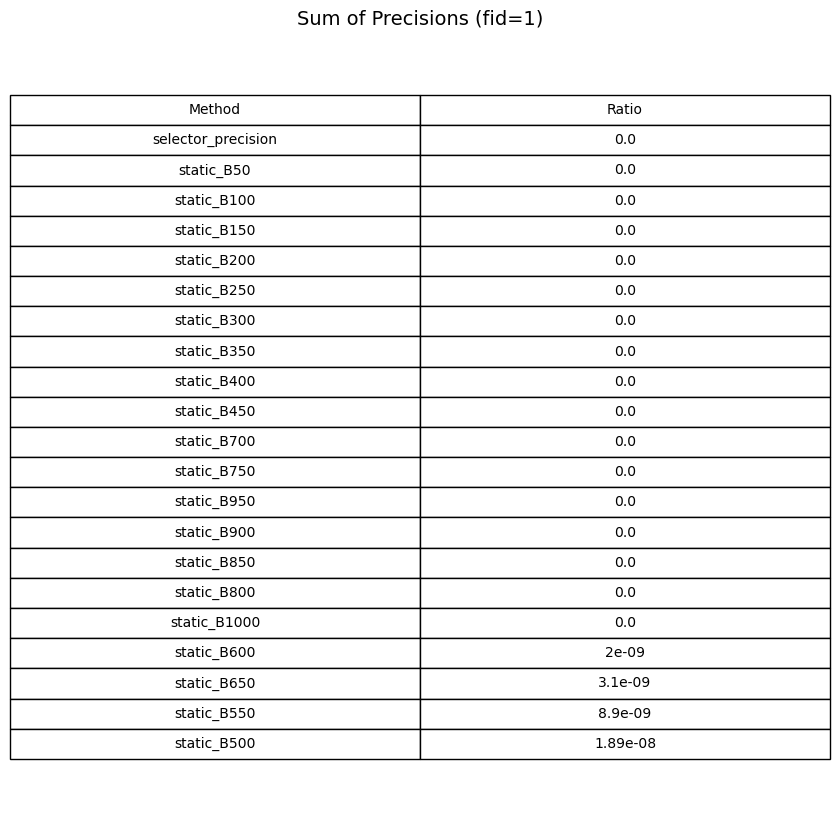 Sum of Precisions (fid=1)
Method Ratio
selector_precision 0.0
static_B50 0.0
static_B100 0.0
static_B150 0.0
static_B200 0.0
static_B250 0.0
static_B300 0.0
static_B350 0.0
static_B400 0.0
static_B450 0.0
static_B700 0.0
static_B750 0.0
static_B950 0.0
static_B900 0.0
static_B850 0.0
static_B800 0.0
static_B1000 0.0
static_B600 2e-09
static_B650 3.1e-09
static_B550 8.9e-09
static_B500 1.89e-08